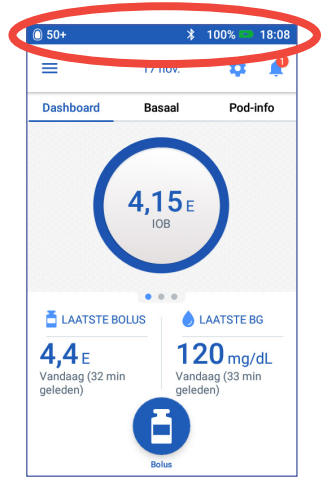 50+ 100% 18:08
17 nov. 1
Dashboard Basaal Pod-info
4,15 E
IOB
LAATSTE BOLUS LAATSTE BG
4,4 E 120 mg/dL
Vandaag (32 min Vandaag (33 min
geleden) geleden)
Bolus